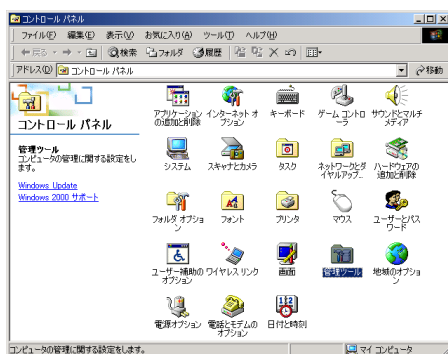 コントロール パネル
ファイル(F) 編集(E) 表示(V) お気に入り(A) ツール(T) ヘルプ(H)
戻る 検索 フォルダ 履歴
アドレス(D) コントロール パネル 移動
コントロール パネル
管理ツール
コンピュータの管理に関する設定をし
ます。
Windows Update
Windows 2000 サポート
アプリケーション
の追加と削除
インターネット オ
プション
キーボード
ゲーム コントロ
ーラ
サウンドとマルチ
メディア
システム
スキャナとカメラ
タスク
ネットワークとダ
イヤルアップ...
ハードウェアの
追加と削除
フォルダ オプショ
ン
フォント
プリンタ
マウス
ユーザーとパス
ワード
ユーザー補助の
オプション
ワイヤレス リンク
画面
管理ツール
地域のオプショ
ン
電源オプション
電話とモデムの
オプション
日付と時刻
コンピュータの管理に関する設定をします。
マイ コンピュータ